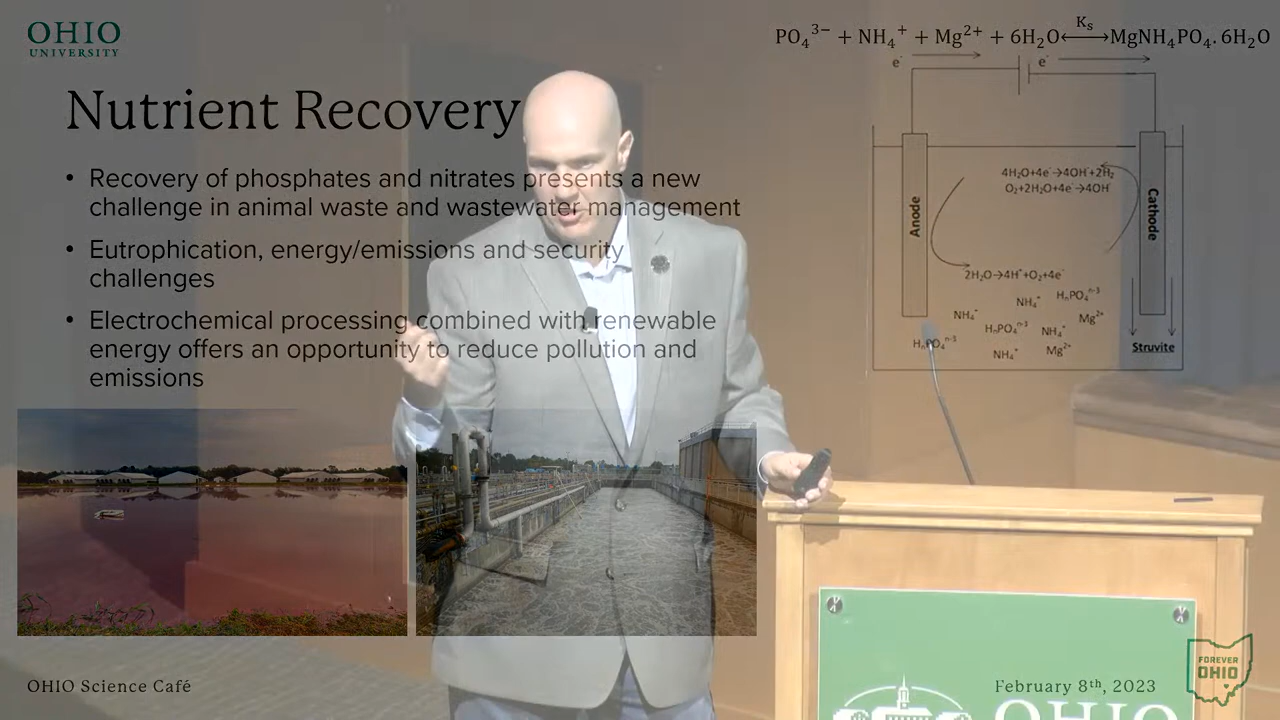 OHIO
UNIVERSITY
PO₄³⁻ + NH₄⁺ + Mg²⁺ + 6H₂O⟷MgNH₄PO₄.6H₂O
Kₛ
e⁻
e⁻
Nutrient Recovery
• Recovery of phosphates and nitrates presents a new
challenge in animal waste and wastewater management
• Eutrophication, energy/emissions and security
challenges
• Electrochemical processing combined with renewable
energy offers an opportunity to reduce pollution and
emissions
4H₂O+4e⁻→4OH⁻+2H₂
O₂+2H₂O+4e⁻→4OH⁻
Anode
Cathode
2H₂O→4H⁺+O₂+4e⁻
NH₄⁺
NH₄⁺
HₙPO₄ⁿ⁻³
HₙPO₄ⁿ⁻³
NH₄⁺
Mg²⁺
HₙPO₄ⁿ⁻³
NH₄⁺
Mg²⁺
Struvite
OHIO Science Café
February 8ᵗʰ, 2023
FOREVER
OHIO
OHIO